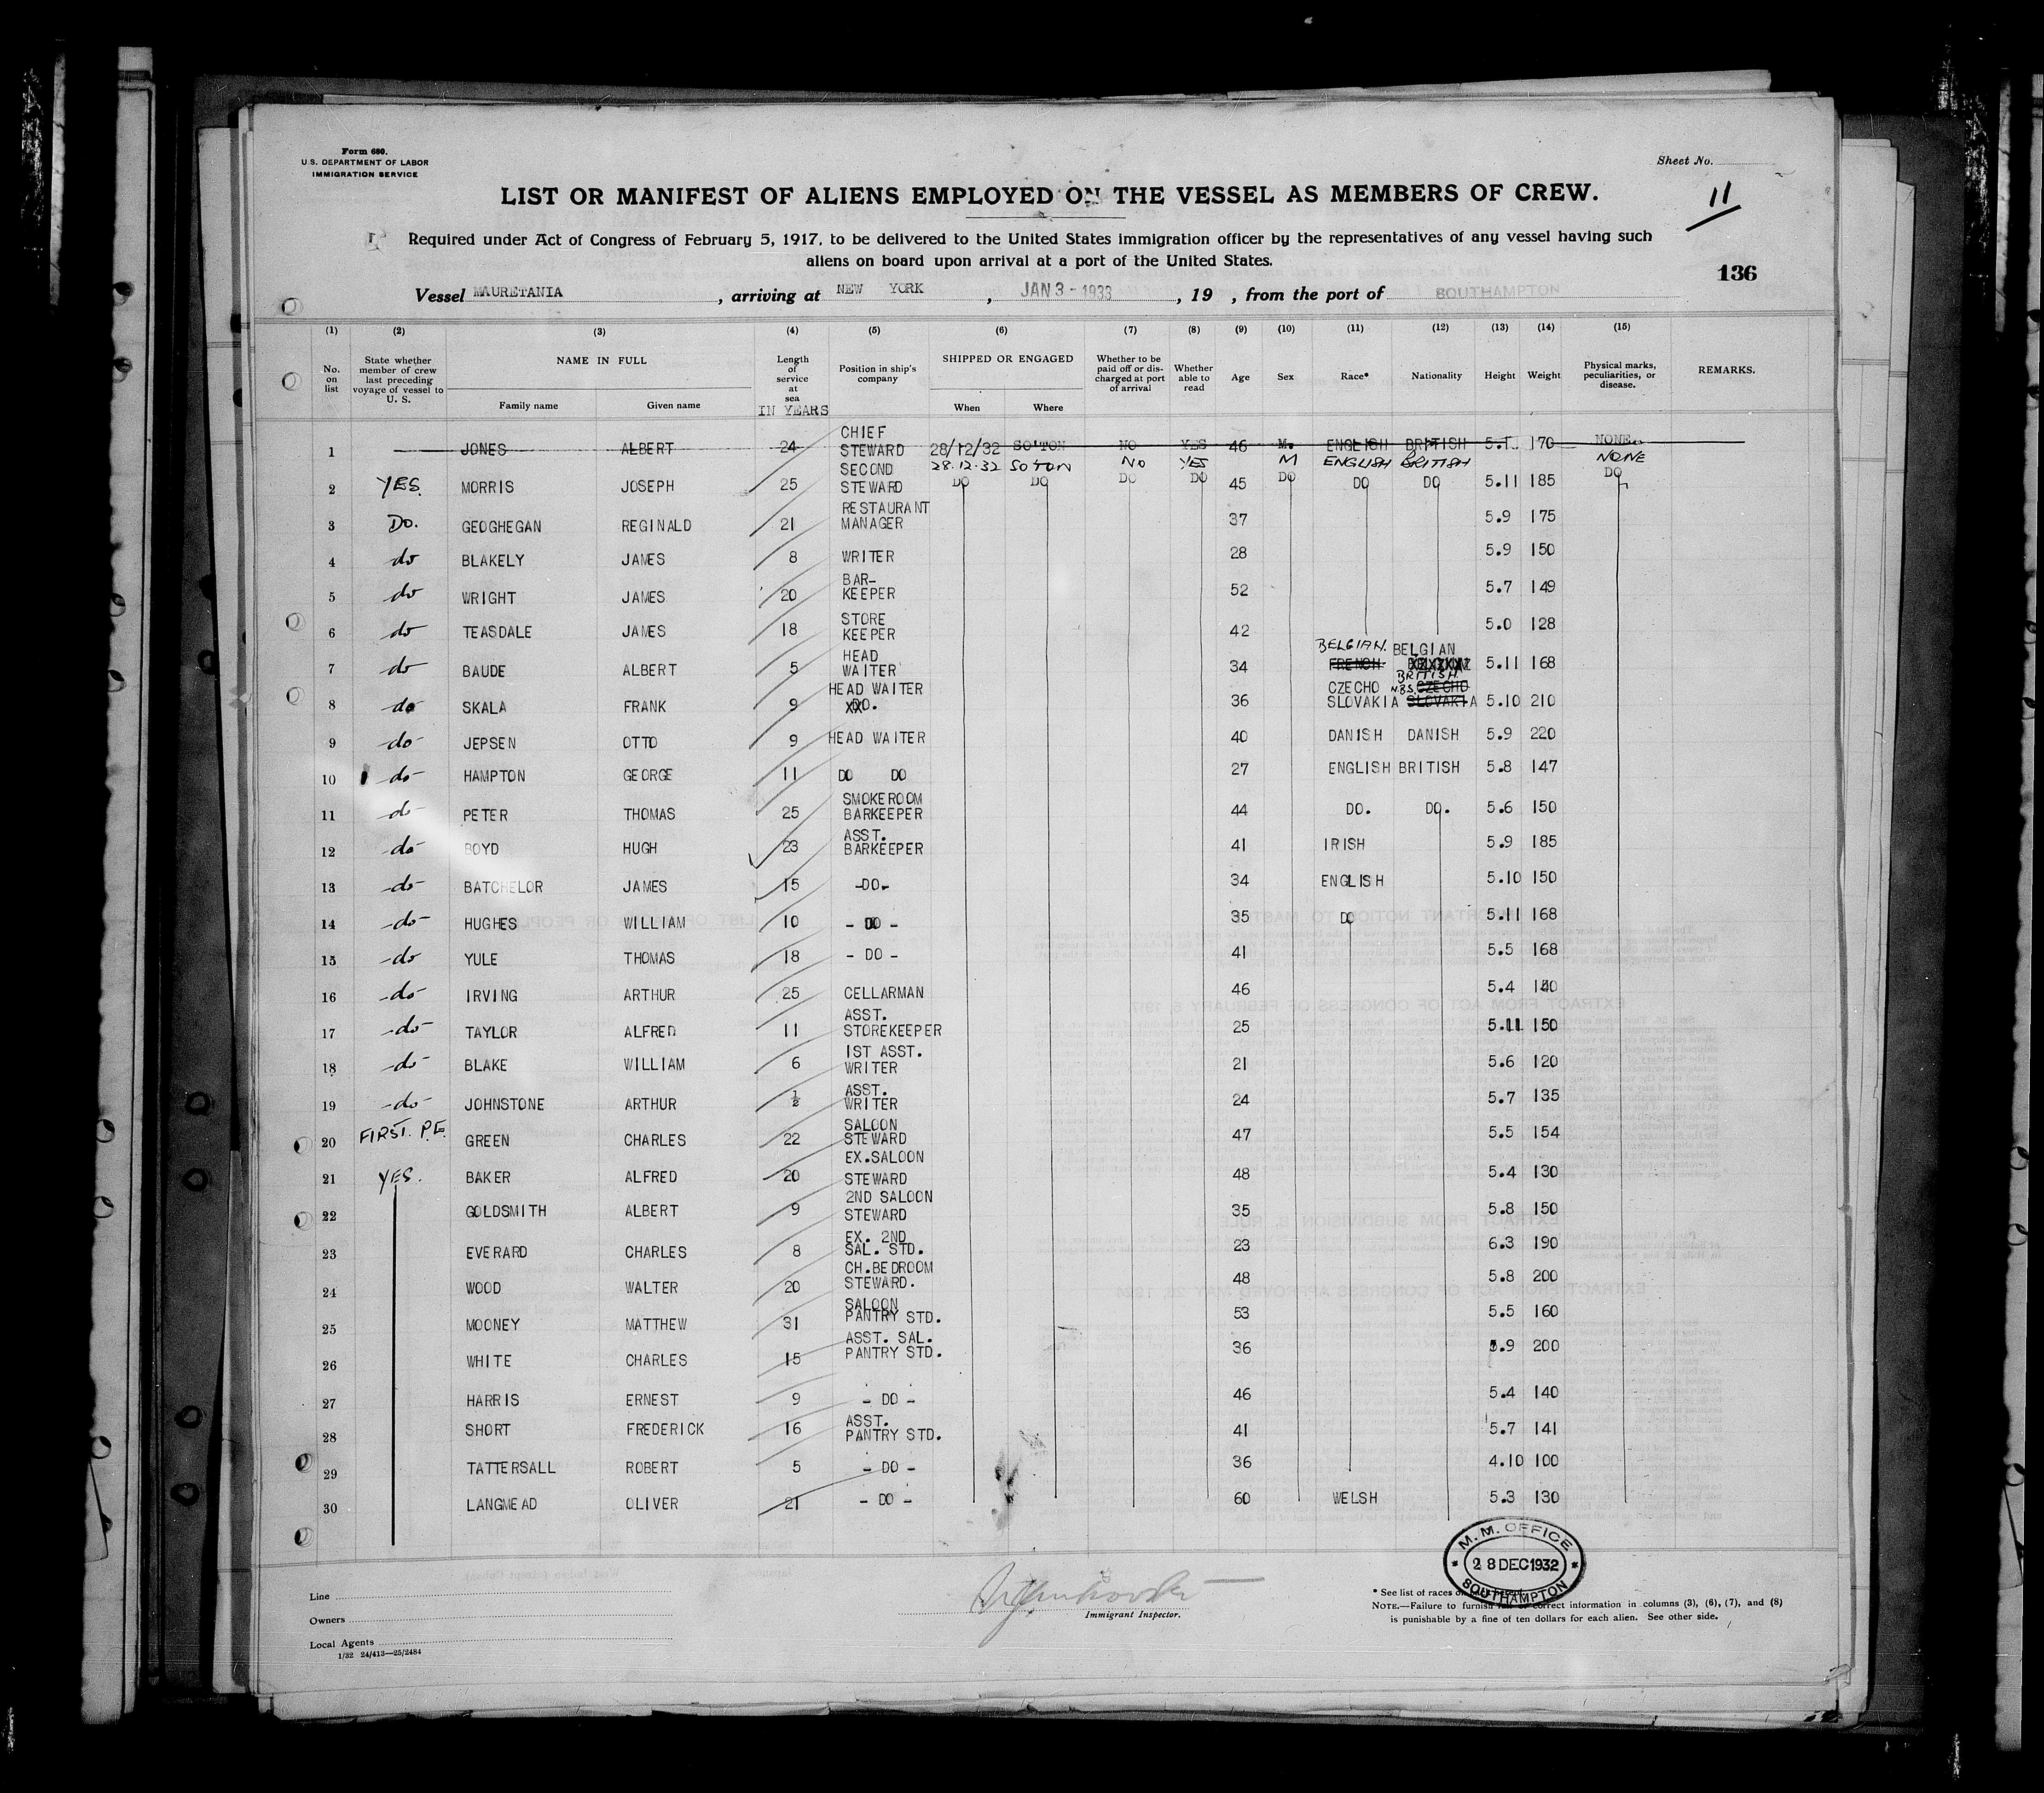 Form 680.
U.S. DEPARTMENT OF LABOR
IMMIGRATION SERVICE
Sheet No.
LIST OR MANIFEST OF ALIENS EMPLOYED ON THE VESSEL AS MEMBERS OF CREW.
11
Required under Act of Congress of February 5, 1917, to be delivered to the United States immigration officer by the representatives of any vessel having such
aliens on board upon arrival at a port of the United States.
136
Vessel MAURETANIA, arriving at NEW YORK, JAN 3 - 1933, 19 , from the port of SOUTHAMPTON
(1) (2) (3) (4) (5) (6) (7) (8) (9) (10) (11) (12) (13) (14) (15)
No. on list
State whether member of crew last preceding voyage of vessel to U. S.
NAME IN FULL
Family name Given name
Length of service at sea
IN YEARS
Position in ship's company
SHIPPED OR ENGAGED
When Where
Whether to be paid off or discharged at port of arrival
Whether able to read
Age Sex Race* Nationality Height Weight
Physical marks, peculiarities, or disease.
REMARKS.
1 JONES ALBERT 24 CHIEF STEWARD 28/12/32 SO'TON NO YES 46 M. ENGLISH BRITISH 5.1 170 NONE.
28.12.32 SO'TON NO YES M ENGLISH BRITISH NONE
2 YES. MORRIS JOSEPH 25 SECOND STEWARD DO DO DO DO 45 DO DO DO 5.11 185 DO
3 DO. GEOGHEGAN REGINALD 21 RESTAURANT MANAGER 37 5.9 175
4 do BLAKELY JAMES 8 WRITER 28 5.9 150
5 do WRIGHT JAMES 20 BAR-KEEPER 52 5.7 149
6 do TEASDALE JAMES 18 STORE KEEPER 42 5.0 128
7 do BAUDE ALBERT 5 HEAD WAITER 34 BELGIAN. FRENCH BELGIAN 5.11 168
8 do SKALA FRANK 9 HEAD WAITER XXDO. 36 CZECHO SLOVAKIA BRITISH. N.B.S. CZECHO SLOVAKIA 5.10 210
9 do JEPSEN OTTO 9 HEAD WAITER 40 DANISH DANISH 5.9 220
10 do HAMPTON GEORGE 11 DO DO 27 ENGLISH BRITISH 5.8 147
11 do PETER THOMAS 25 SMOKEROOM BARKEEPER 44 DO. DO. 5.6 150
12 do BOYD HUGH 23 ASST. BARKEEPER 41 IRISH 5.9 185
13 do BATCHELOR JAMES 15 -DO- 34 ENGLISH 5.10 150
14 do HUGHES WILLIAM 10 - DO - 35 DO 5.11 168
15 do YULE THOMAS 18 - DO - 41 5.5 168
16 do IRVING ARTHUR 25 CELLARMAN 46 5.4 140
17 do TAYLOR ALFRED 11 ASST. STOREKEEPER 25 5.11 150
18 do BLAKE WILLIAM 6 1ST ASST. WRITER 21 5.6 120
19 do JOHNSTONE ARTHUR ½ ASST. WRITER 24 5.7 135
20 FIRST. P.E. GREEN CHARLES 22 SALOON STEWARD 47 5.5 154
21 YES. BAKER ALFRED 20 EX.SALOON STEWARD 48 5.4 130
22 GOLDSMITH ALBERT 9 2ND SALOON STEWARD 35 5.8 150
23 EVERARD CHARLES 8 EX. 2ND SAL. STD. 23 6.3 190
24 WOOD WALTER 20 CH.BEDROOM STEWARD. 48 5.8 200
25 MOONEY MATTHEW 31 SALOON PANTRY STD. 53 5.5 160
26 WHITE CHARLES 15 ASST. SAL. PANTRY STD. 36 5.9 200
27 HARRIS ERNEST 9 - DO - 46 5.4 140
28 SHORT FREDERICK 16 ASST. PANTRY STD. 41 5.7 141
29 TATTERSALL ROBERT 5 - DO - 36 4.10 100
30 LANGMEAD OLIVER 21 - DO - 60 WELSH 5.3 130
M.M. OFFICE
28 DEC 1932
SOUTHAMPTON
Line
Owners
Local Agents
1/32 24/413—25/2484
Immigrant Inspector.
* See list of races
NOTE.—Failure to furnish full or correct information in columns (3), (6), (7), and (8)
is punishable by a fine of ten dollars for each alien. See other side.